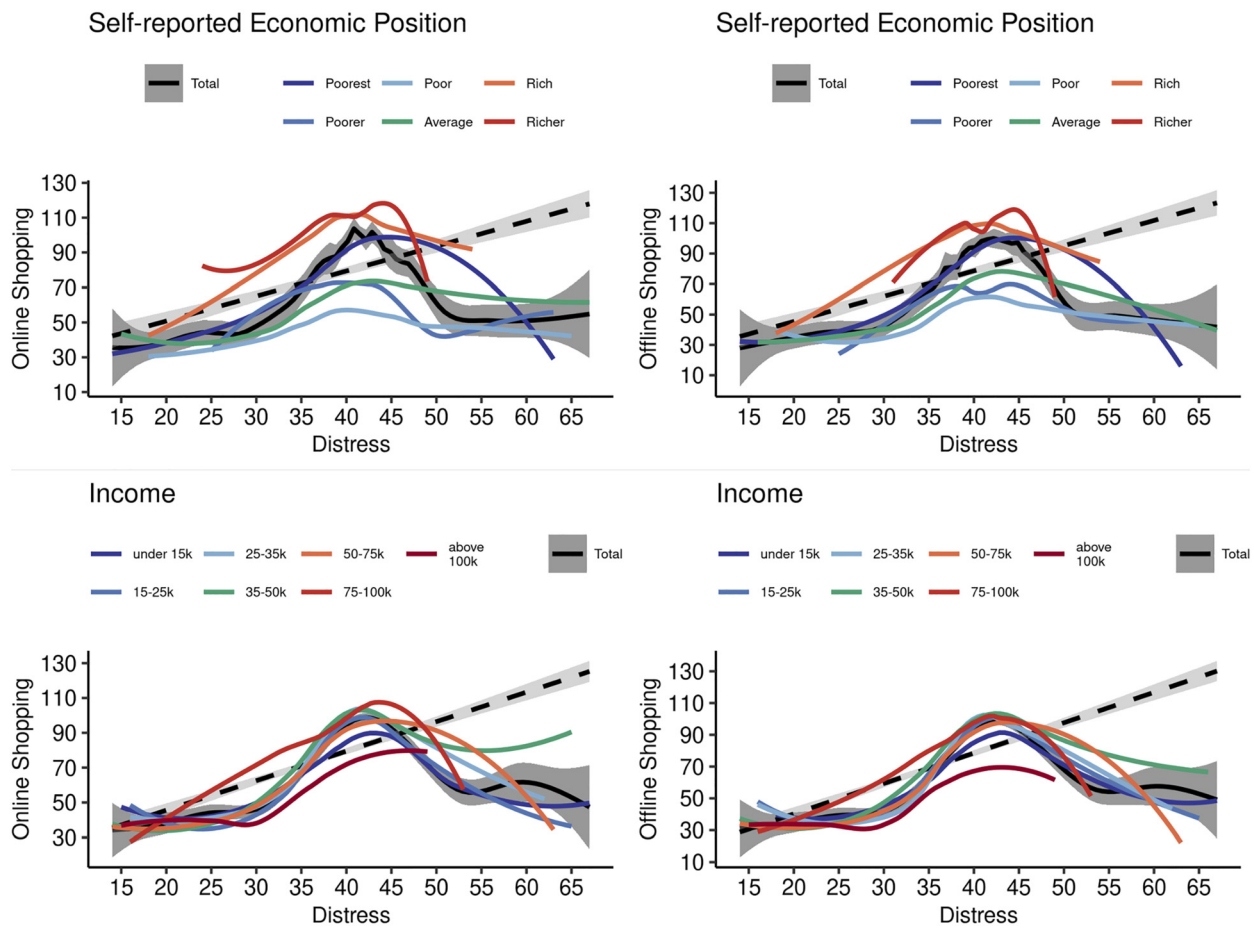 Self-reported Economic Position
Total Poorest Poor Rich
Poorer Average Richer
Online Shopping
130
110
90
70
50
30
10
15 20 25 30 35 40 45 50 55 60 65
Distress
Self-reported Economic Position
Total Poorest Poor Rich
Poorer Average Richer
Offline Shopping
130
110
90
70
50
30
10
15 20 25 30 35 40 45 50 55 60 65
Distress
Income
under 15k 25-35k 50-75k above
100k Total
15-25k 35-50k 75-100k
Online Shopping
130
110
90
70
50
30
15 20 25 30 35 40 45 50 55 60 65
Distress
Income
under 15k 25-35k 50-75k above
100k Total
15-25k 35-50k 75-100k
Offline Shopping
130
110
90
70
50
30
10
15 20 25 30 35 40 45 50 55 60 65
Distress